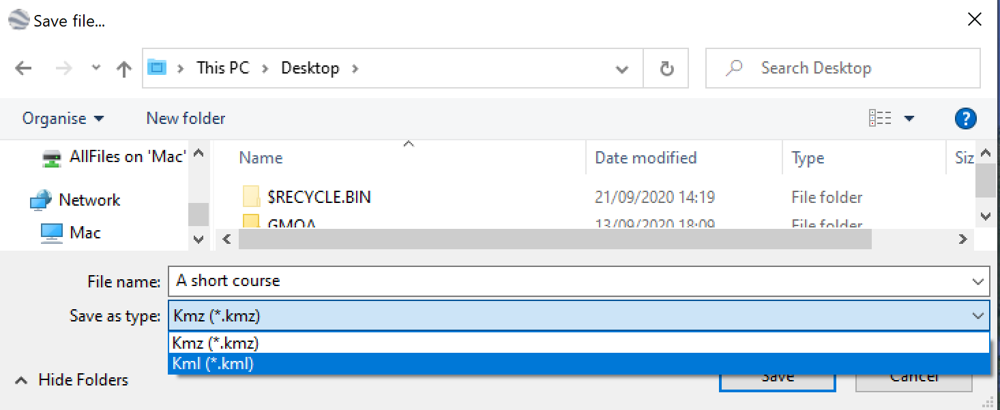 Save file...
This PC > Desktop >
Search Desktop
Organise
New folder
?
AllFiles on 'Mac'
Network
Mac
Name Date modified Type Siz
$RECYCLE.BIN 21/09/2020 14:19 File folder
GMOA 13/09/2020 18:09 File folder
File name: A short course
Save as type: Kmz (*.kmz)
Kmz (*.kmz)
Kml (*.kml)
Hide Folders
Save
Cancel